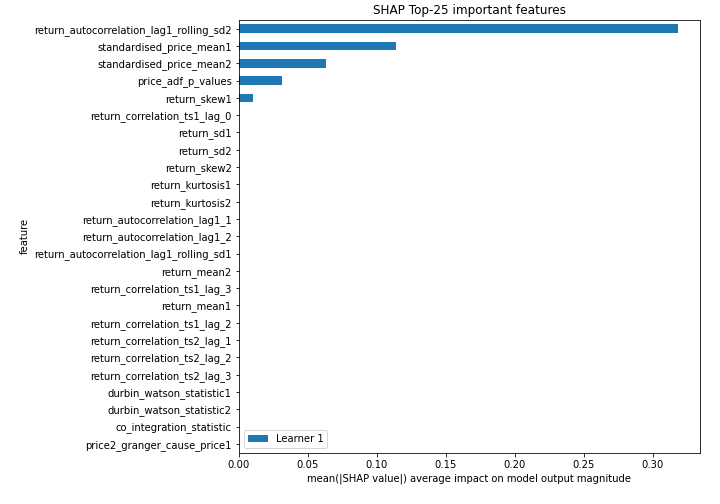 SHAP Top-25 important features
return_autocorrelation_lag1_rolling_sd2
standardised_price_mean1
standardised_price_mean2
price_adf_p_values
return_skew1
return_correlation_ts1_lag_0
return_sd1
return_sd2
return_skew2
return_kurtosis1
return_kurtosis2
return_autocorrelation_lag1_1
return_autocorrelation_lag1_2
return_autocorrelation_lag1_rolling_sd1
return_mean2
return_correlation_ts1_lag_3
return_mean1
return_correlation_ts1_lag_2
return_correlation_ts2_lag_1
return_correlation_ts2_lag_2
return_correlation_ts2_lag_3
durbin_watson_statistic1
durbin_watson_statistic2
co_integration_statistic
price2_granger_cause_price1
feature
Learner 1
0.00 0.05 0.10 0.15 0.20 0.25 0.30
mean(|SHAP value|) average impact on model output magnitude